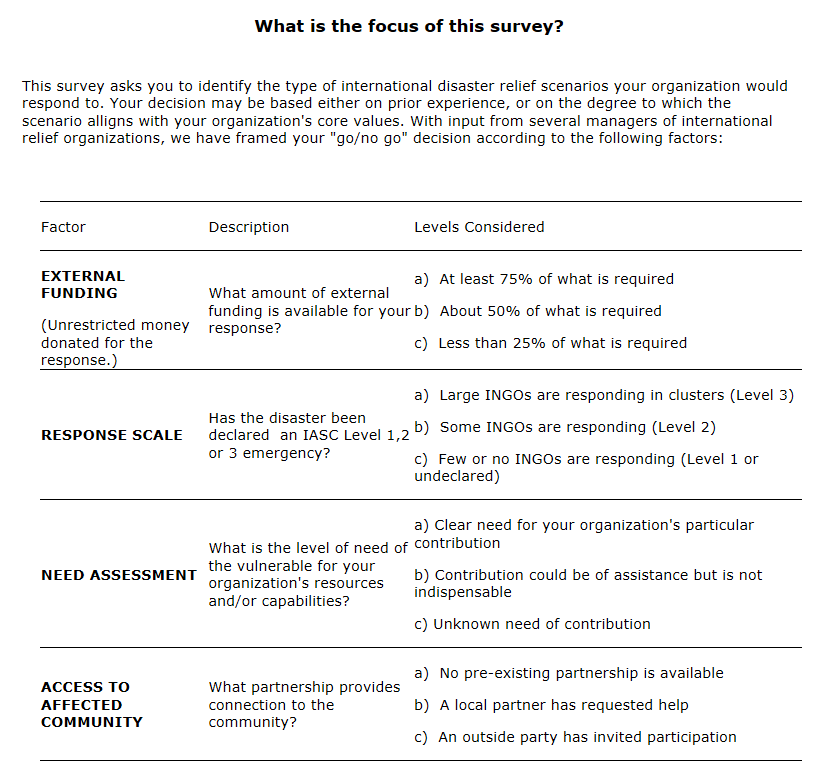 What is the focus of this survey?
This survey asks you to identify the type of international disaster relief scenarios your organization would
respond to. Your decision may be based either on prior experience, or on the degree to which the
scenario alligns with your organization's core values. With input from several managers of international
relief organizations, we have framed your "go/no go" decision according to the following factors:
Factor
Description
Levels Considered
EXTERNAL
FUNDING
(Unrestricted money
donated for the
response.)
What amount of external
funding is available for your
response?
a) At least 75% of what is required
b) About 50% of what is required
c) Less than 25% of what is required
RESPONSE SCALE
Has the disaster been
declared an IASC Level 1,2
or 3 emergency?
a) Large INGOs are responding in clusters (Level 3)
b) Some INGOs are responding (Level 2)
c) Few or no INGOs are responding (Level 1 or
undeclared)
NEED ASSESSMENT
What is the level of need of
the vulnerable for your
organization's resources
and/or capabilities?
a) Clear need for your organization's particular
contribution
b) Contribution could be of assistance but is not
indispensable
c) Unknown need of contribution
ACCESS TO
AFFECTED
COMMUNITY
What partnership provides
connection to the
community?
a) No pre-existing partnership is available
b) A local partner has requested help
c) An outside party has invited participation